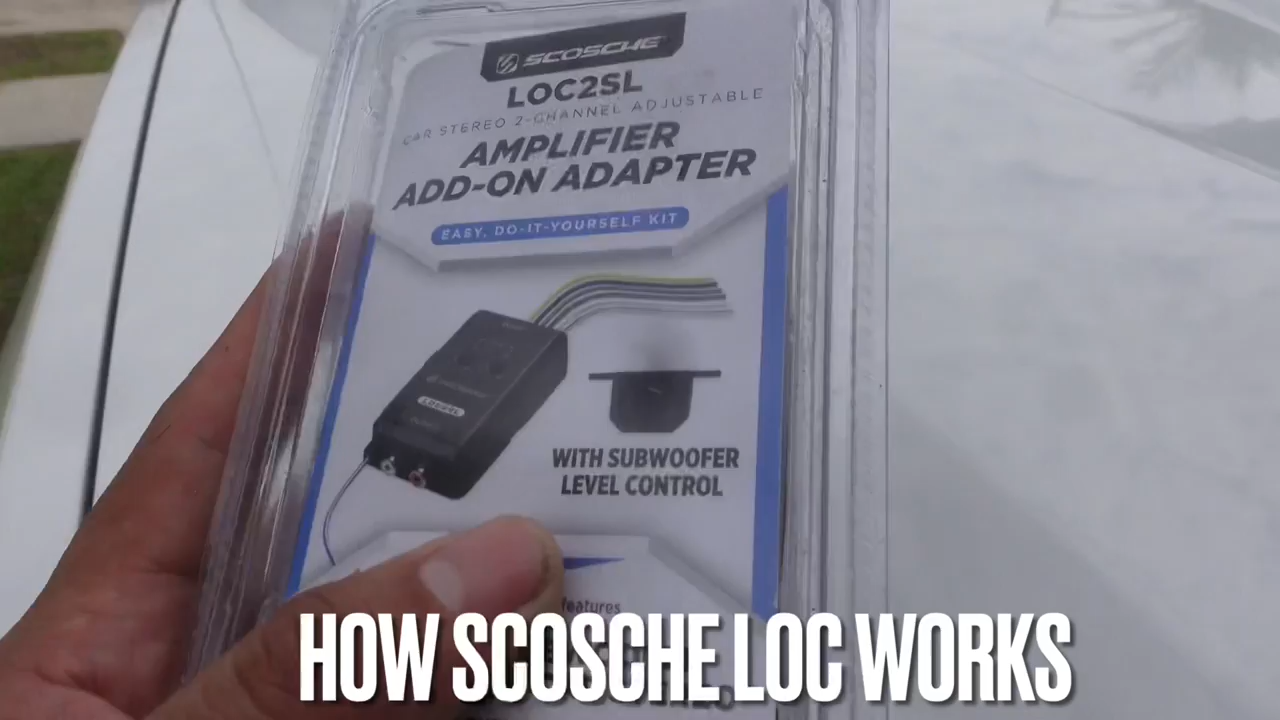 SCOSCHE
LOC2SL
CAR STEREO 2-CHANNEL ADJUSTABLE
AMPLIFIER
ADD-ON ADAPTER
EASY, DO-IT-YOURSELF KIT
WITH SUBWOOFER
LEVEL CONTROL
features
HOW SCOSCHE LOC WORKS